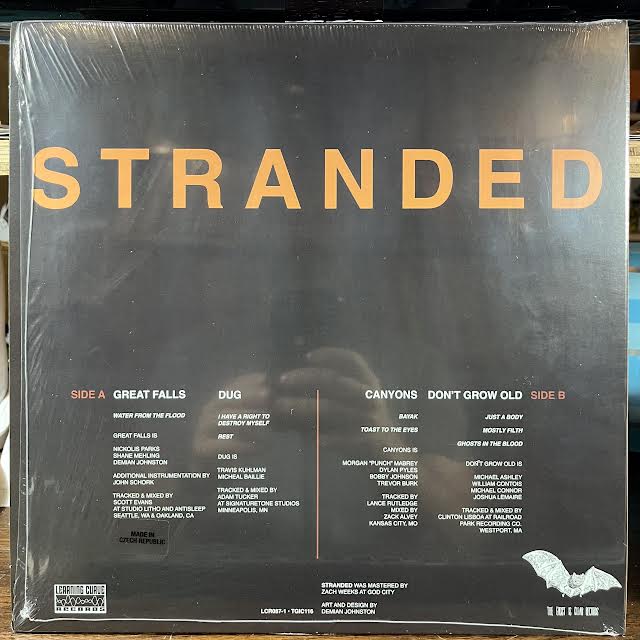 STRANDED
SIDE A GREAT FALLS
WATER FROM THE FLOOD
GREAT FALLS IS
NICKOLIS PARKS
SHANE MEHLING
DEMIAN JOHNSTON
ADDITIONAL INSTRUMENTATION BY
JOHN SCHORK
TRACKED & MIXED BY
SCOTT EVANS
AT STUDIO LITHO AND ANTISLEEP
SEATTLE, WA & OAKLAND, CA
MADE IN
CZECH REPUBLIC
DUG
I HAVE A RIGHT TO
DESTROY MYSELF
REST
DUG IS
TRAVIS KUHLMAN
MICHEAL BAILLIE
TRACKED & MIXED BY
ADAM TUCKER
AT SIGNATURETONE STUDIOS
MINNEAPOLIS, MN
CANYONS
BAYAK
TOAST TO THE EYES
CANYONS IS
MORGAN "PUNCH" MABREY
DYLAN PYLES
BOBBY JOHNSON
TREVOR BURK
TRACKED BY
LANCE RUTLEDGE
MIXED BY
ZACK ALVEY
KANSAS CITY, MO
DON'T GROW OLD SIDE B
JUST A BODY
MOSTLY FILTH
GHOSTS IN THE BLOOD
DON'T GROW OLD IS
MICHAEL ASHLEY
WILLIAM CONTOIS
MICHAEL CONNOR
JOSHUA LEMAIRE
TRACKED & MIXED BY
CLINTON LISBOA AT RAILROAD
PARK RECORDING CO.
WESTPORT, MA
LEARNING CURVE
RECORDS
LCR087-1 • TGIC116
STRANDED WAS MASTERED BY
ZACH WEEKS AT GOD CITY
ART AND DESIGN BY
DEMIAN JOHNSTON
THE GHOST IS CLEAR RECORDS